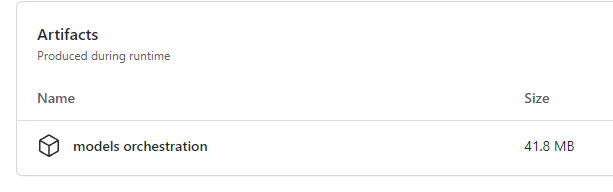 Artifacts
Produced during runtime
Name Size
models orchestration 41.8 MB